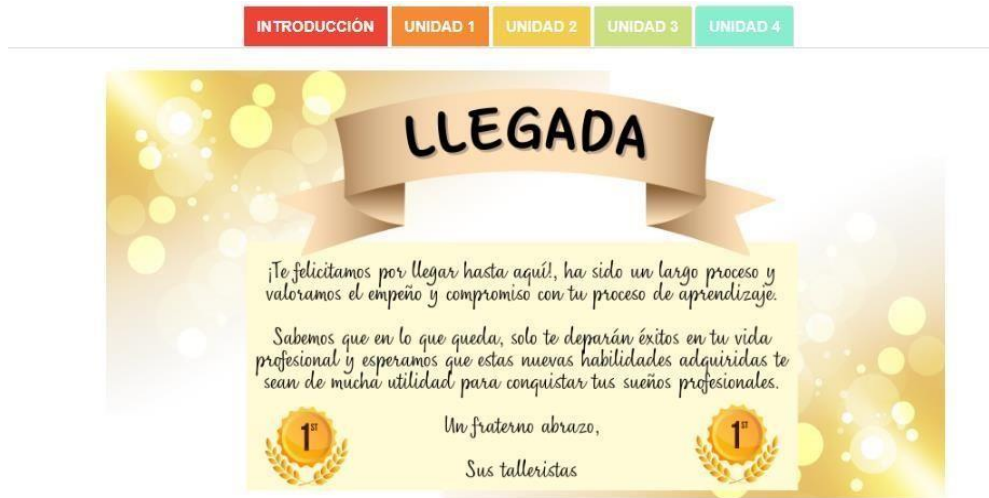 INTRODUCCIÓN UNIDAD 1 UNIDAD 2 UNIDAD 3 UNIDAD 4
LLEGADA
¡Te felicitamos por llegar hasta aquí!, ha sido un largo proceso y
valoramos el empeño y compromiso con tu proceso de aprendizaje.
Sabemos que en lo que queda, solo te deparán éxitos en tu vida
profesional y esperamos que estas nuevas habilidades adquiridas te
sean de mucha utilidad para conquistar tus sueños profesionales.
Un fraterno abrazo,
Sus talleristas
1ST
1ST